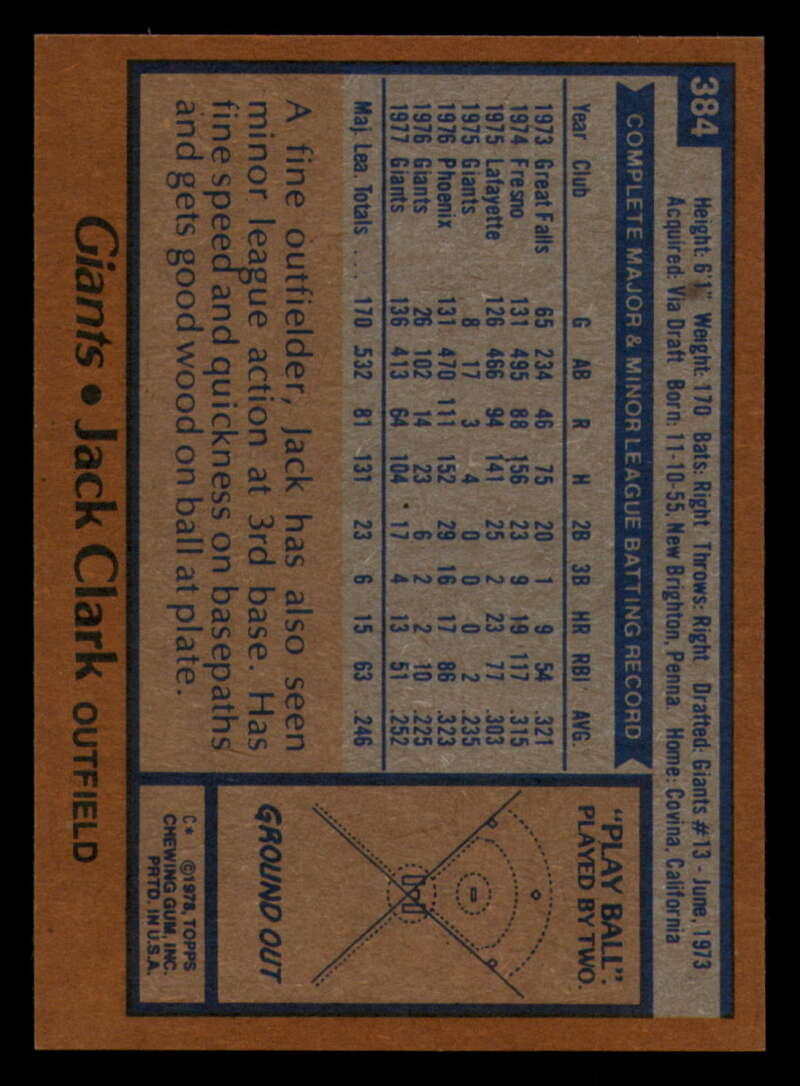 384
Height: 6'1" Weight: 170 Bats: Right Throws: Right Drafted: Giants #13 - June, 1973
Acquired: Via Draft Born: 11-10-55, New Brighton, Penna. Home: Covina, California
COMPLETE MAJOR & MINOR LEAGUE BATTING RECORD
Year Club G AB R H 2B 3B HR RBI AVG.
1973 Great Falls 65 234 46 75 20 1 9 54 .321
1974 Fresno 131 495 88 156 23 9 19 117 .315
1975 Lafayette 126 466 94 141 25 2 23 77 .303
1975 Giants 8 17 3 4 0 0 0 2 .235
1976 Phoenix 131 470 111 152 29 16 17 86 .323
1976 Giants 26 102 14 23 6 2 2 10 .225
1977 Giants 136 413 64 104 17 4 13 51 .252
Maj. Lea. Totals .... 170 532 81 131 23 6 15 63 .246
A fine outfielder, Jack has also seen
minor league action at 3rd base. Has
fine speed and quickness on basepaths
and gets good wood on ball at plate.
"PLAY BALL".
PLAYED BY TWO.
GROUND OUT
C* ©1978, TOPPS
CHEWING GUM, INC.
PRTD. IN U.S.A.
Giants • Jack Clark OUTFIELD